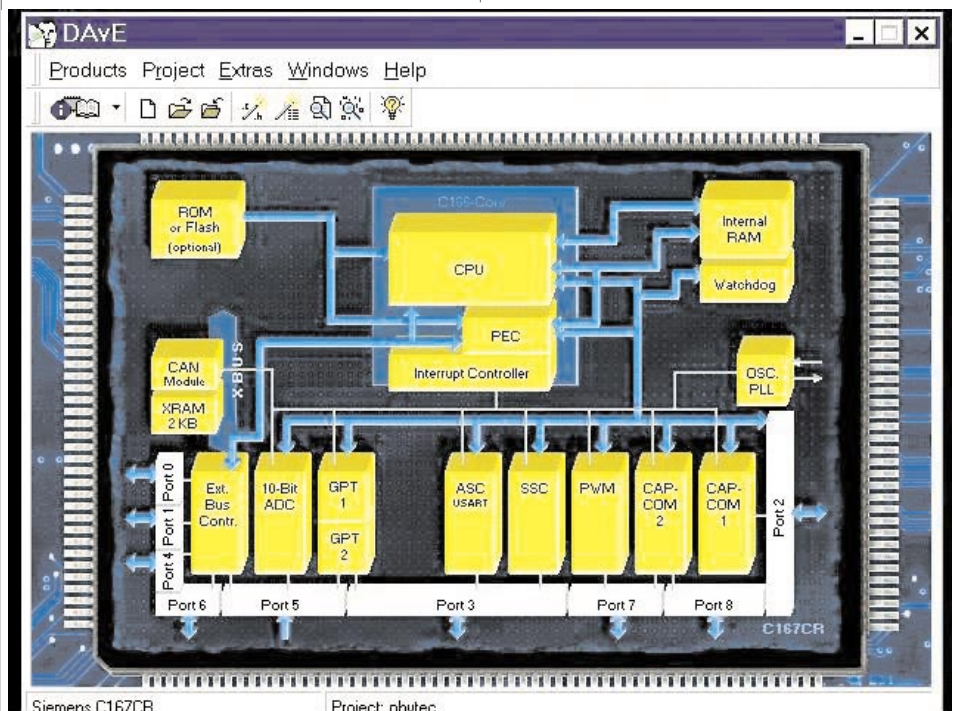 DAvE
Products Project Extras Windows Help
ROM
or Flash
(optional)
C166-Core
CPU
PEC
Interrupt Controller
Internal
RAM
Watchdog
CAN
Module
XRAM
2 KB
XBUS
OSC.
PLL
Port 0
Port 1
Port 4
Ext.
Bus
Contr.
10-Bit
ADC
GPT
1
GPT
2
ASC
USART
SSC
PWM
CAP-
COM
2
CAP-
COM
1
Port 2
Port 6
Port 5
Port 3
Port 7
Port 8
C167CR
Siemens C167CR
Project: phytec